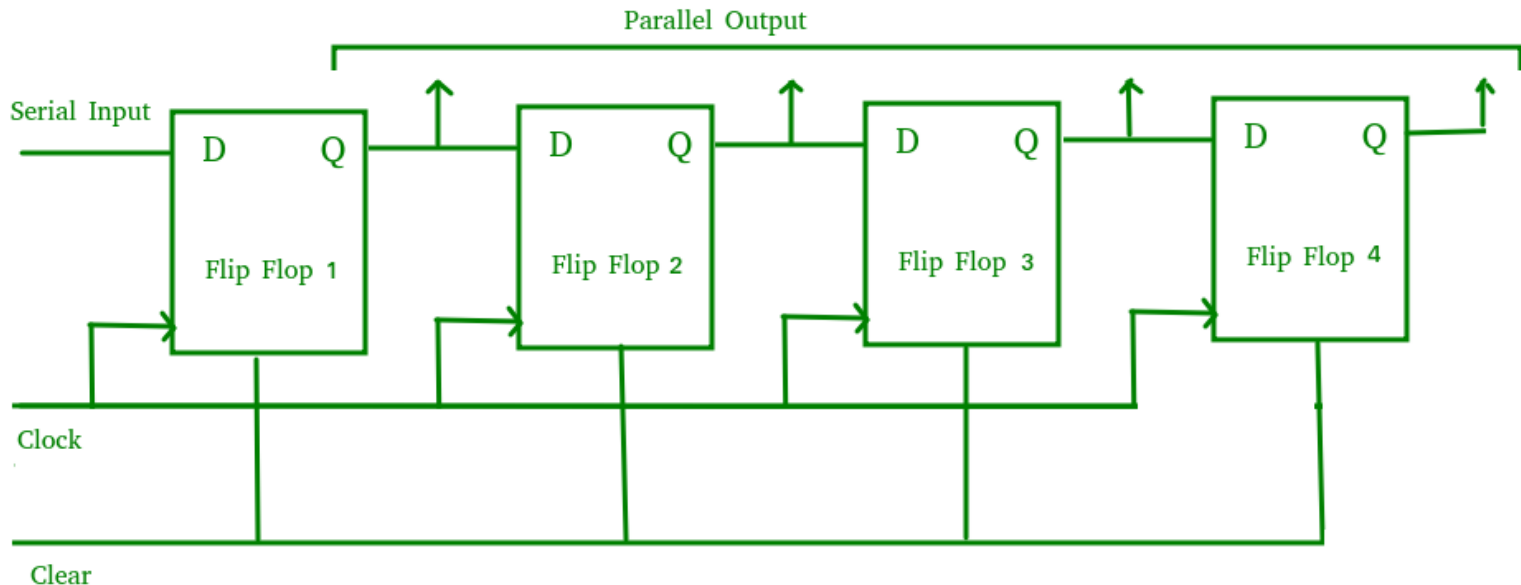 Parallel Output
Serial Input
D Q
D Q
D Q
D Q
Flip Flop 1
Flip Flop 2
Flip Flop 3
Flip Flop 4
Clock
Clear